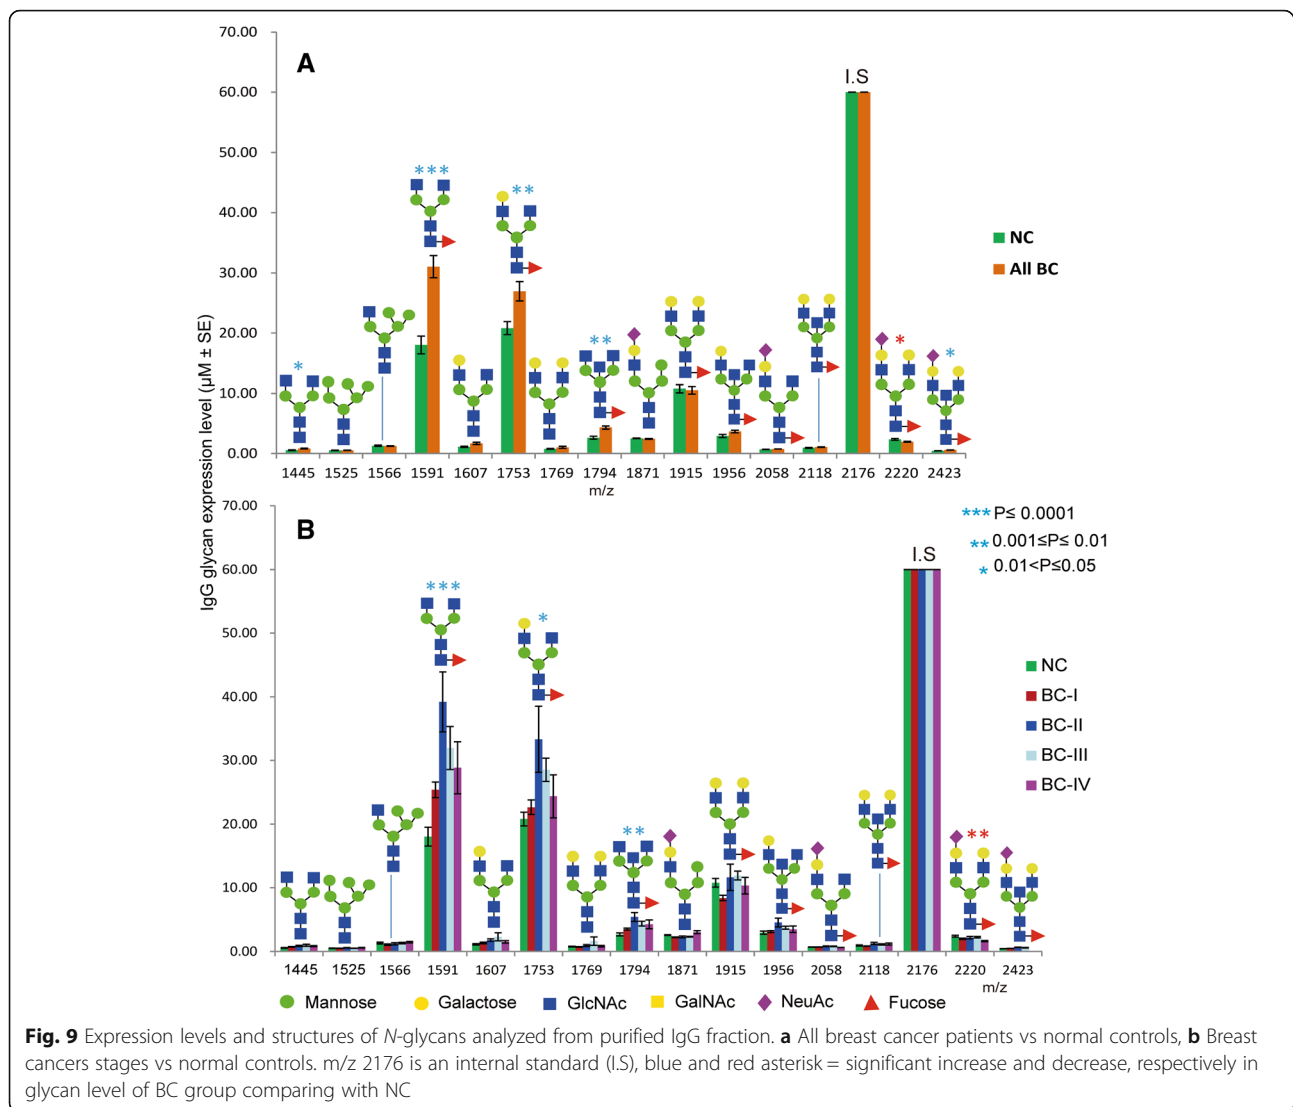 70.00
A
I.S
60.00
50.00
***
**
40.00
NC
All BC
30.00
20.00
**
*
*
*
10.00
0.00
1445 1525 1566 1591 1607 1753 1769 1794 1871 1915 1956 2058 2118 2176 2220 2423
m/z
IgG glycan expression level (µM ± SE)
70.00
B
*** P≤ 0.0001
** 0.001≤P≤ 0.01
* 0.01<P≤0.05
I.S
60.00
***
*
50.00
NC
40.00
BC-I
BC-II
30.00
BC-III
BC-IV
20.00
**
**
10.00
0.00
1445 1525 1566 1591 1607 1753 1769 1794 1871 1915 1956 2058 2118 2176 2220 2423
m/z
Mannose Galactose GlcNAc GalNAc NeuAc Fucose
Fig. 9 Expression levels and structures of N-glycans analyzed from purified IgG fraction. a All breast cancer patients vs normal controls, b Breast
cancers stages vs normal controls. m/z 2176 is an internal standard (I.S), blue and red asterisk = significant increase and decrease, respectively in
glycan level of BC group comparing with NC